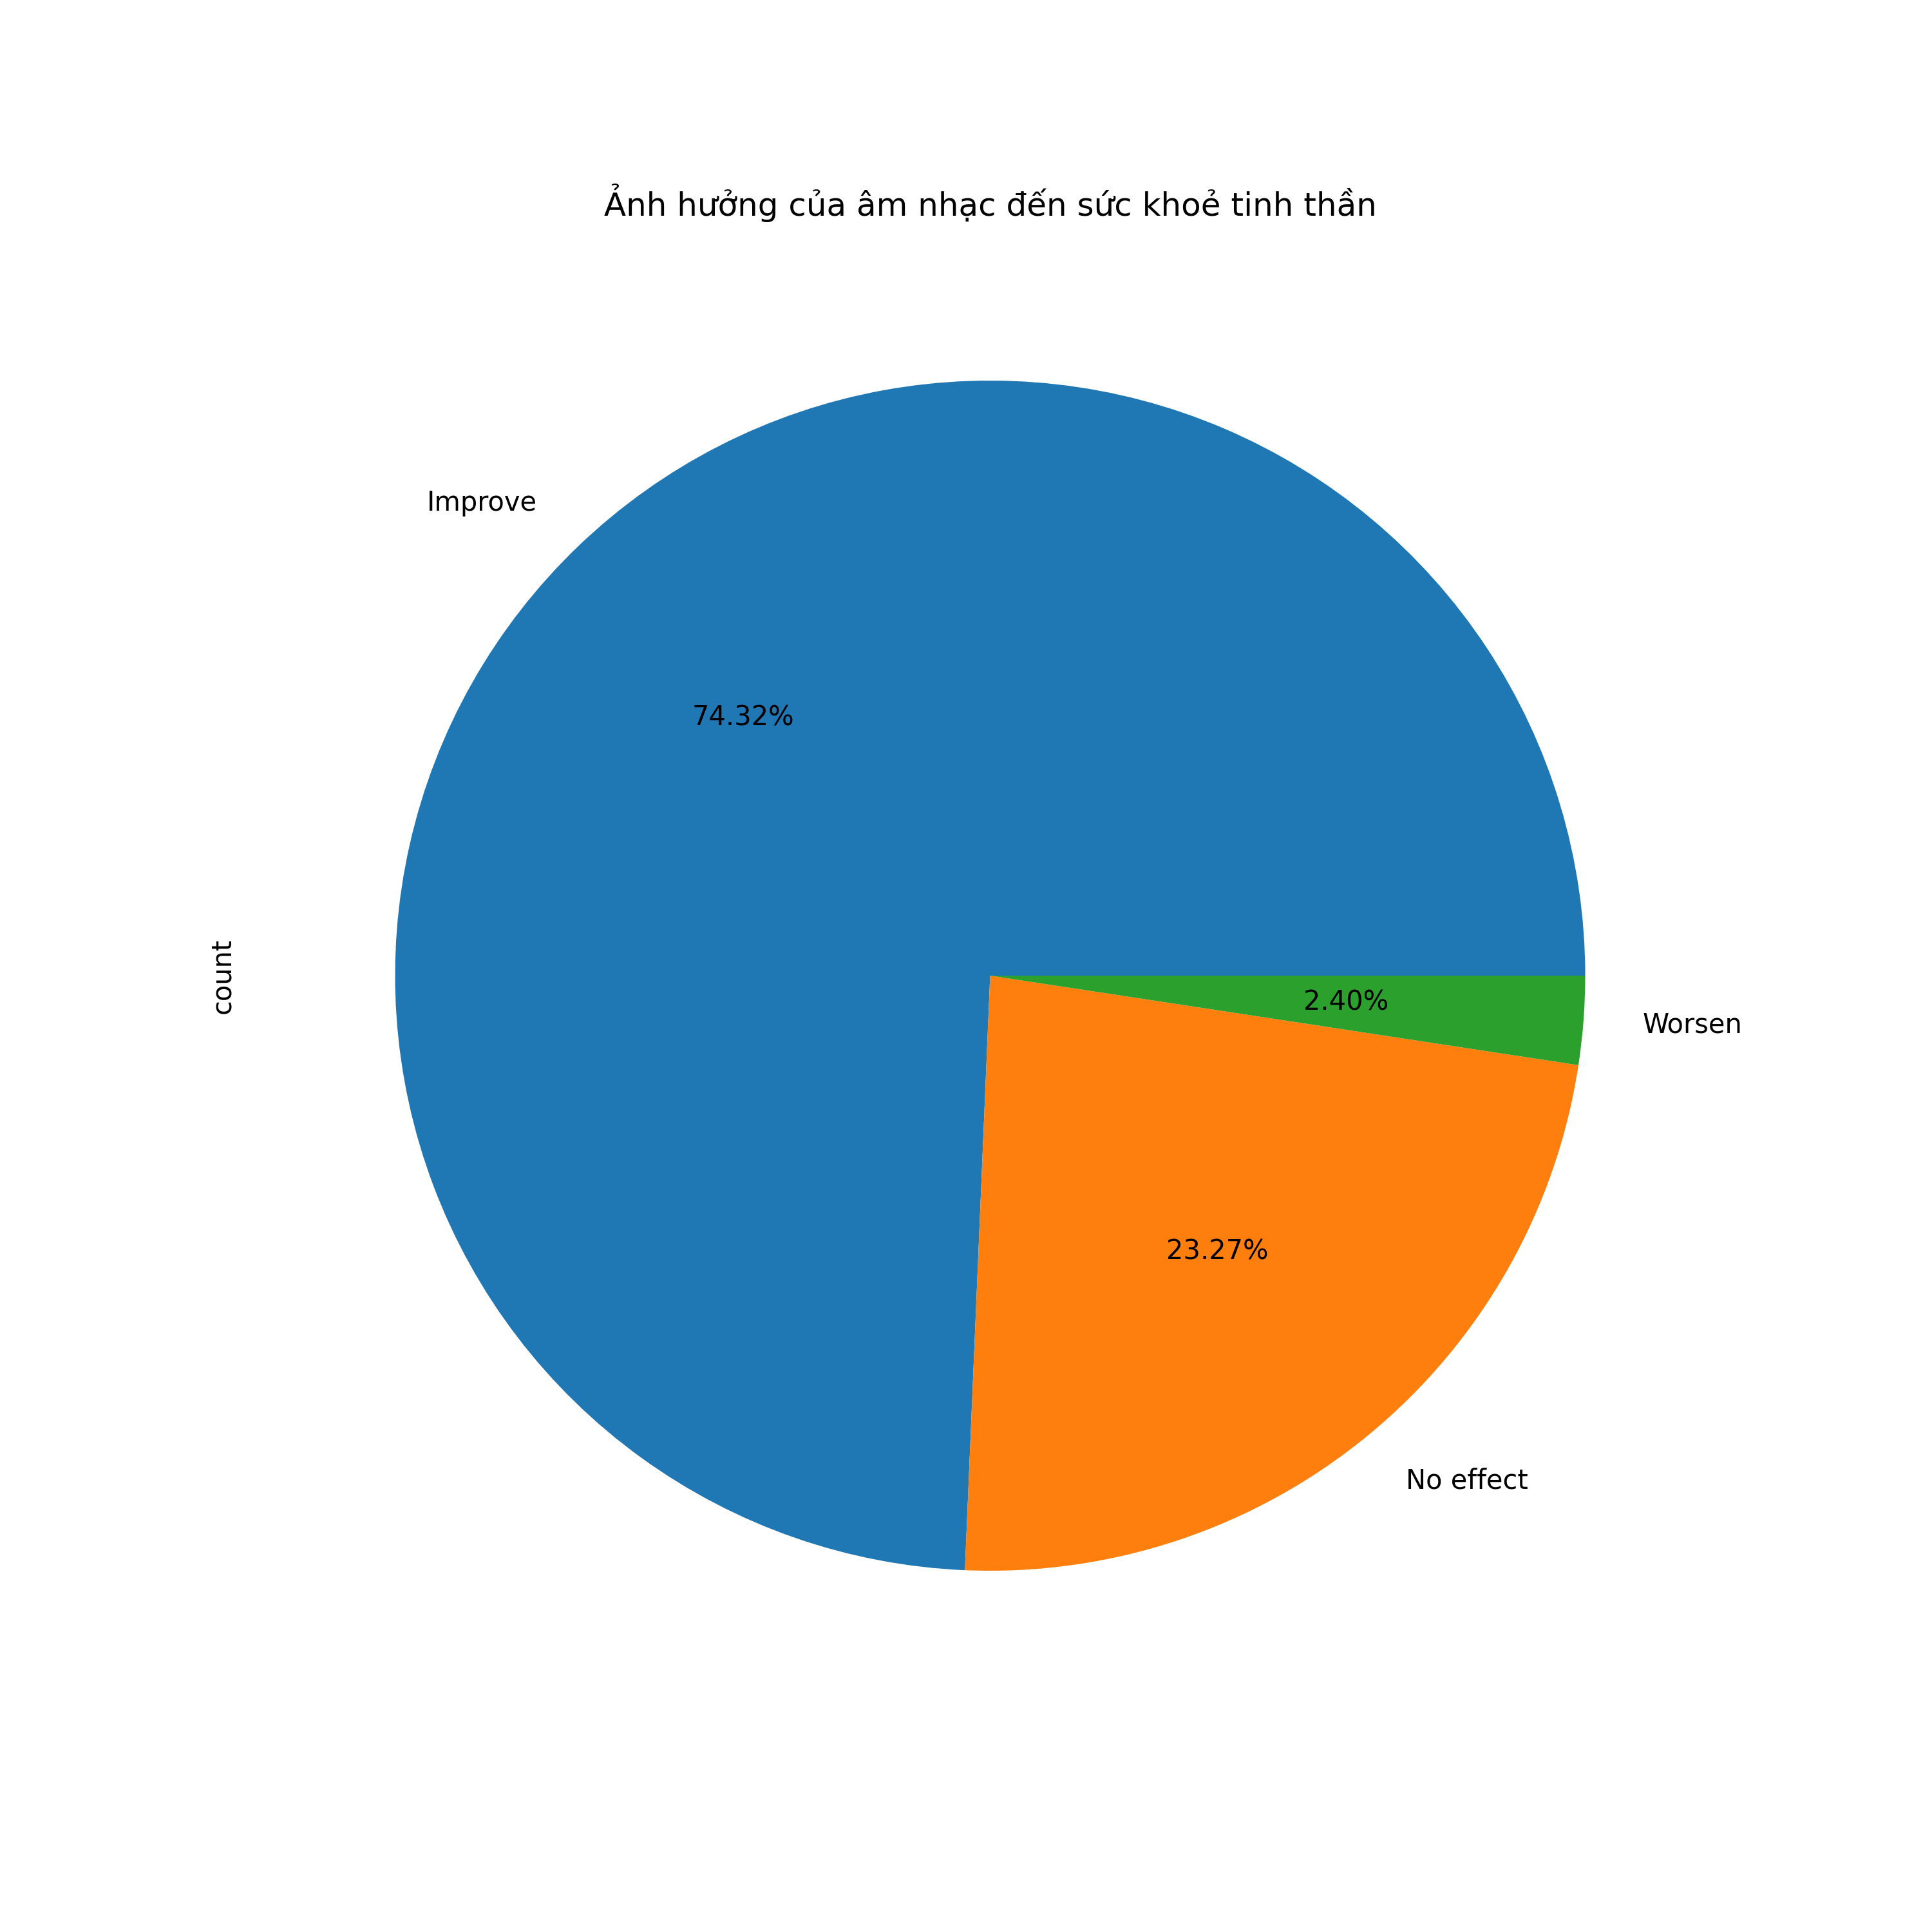 Ảnh hưởng của âm nhạc đến sức khoẻ tinh thần
Improve
74.32%
count
2.40%
Worsen
23.27%
No effect